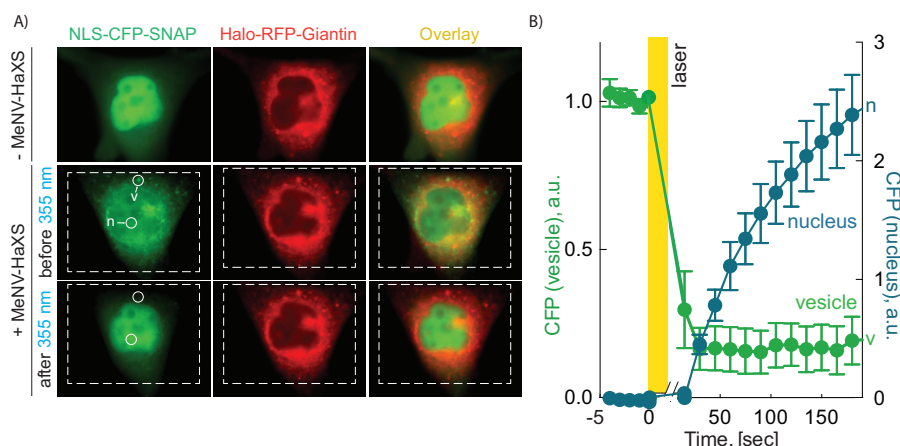 A)
NLS-CFP-SNAP Halo-RFP-Giantin Overlay
- MeNV-HaXS
+ MeNV-HaXS
before 355 nm
after 355 nm
v
n
B)
laser
CFP (vesicle), a.u.
1.0
0.5
0.0
3
2
1
0
CFP (nucleus), a.u.
n
nucleus
vesicle
v
-5 0 50 100 150
Time, [sec]